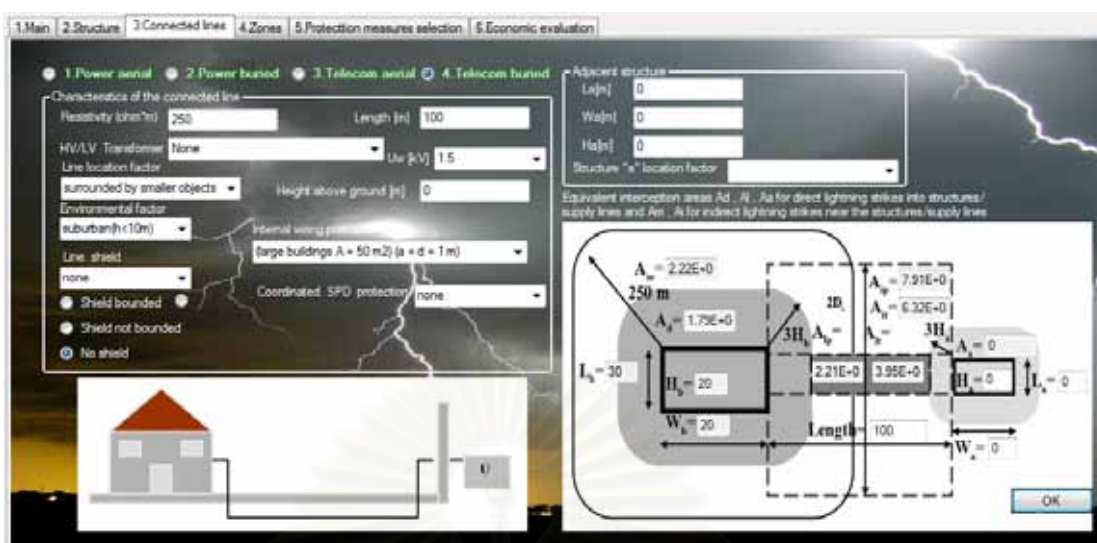 1.Main 2.Structure 3.Connected lines 4.Zones 5.Protecttion measures selection 6.Economic evaluation
1.Power aerial 2.Power buried 3.Telecom aerial 4.Telecom buried
Characteristics of the connected line
Resistivity (ohm*m) 250 Length [m] 100
HV/LV Transformer None
Uw [kV] 1.5
Line location factor
surrounded by smaller objects
Height above ground [m] 0
Environmental factor
suburban(h<10m)
Internal wiring
(large buildings A = 50 m2) (a = d = 1 m)
Line shield
none
Coordinated SPD protection none
Shield bounded
Shield not bounded
No shield
U
Adjacent structure
La[m] 0
Wa[m] 0
Ha[m] 0
Structure "a" location factor
Equivalent interception areas Ad , Al , Aa for direct lightning strikes into structures/
supply lines and Am , Ai for indirect lightning strikes near the structures/supply lines
Am = 2.22E+0
250 m
Ad = 1.79E+0
3Hb
7.91E+0
6.32E+0
3Ha
Aa = 0
Lb = 30
Hb = 20
2.21E+0 3.95E+0
Ha = 0
La = 0
Wb = 20
Length= 100
Wa = 0
OK